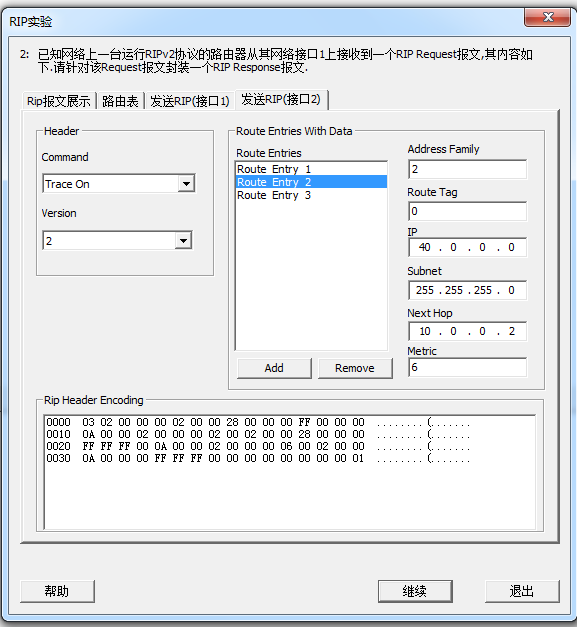 RIP实验
2: 已知网络上一台运行RIPv2协议的路由器从其网络接口1上接收到一个RIP Request报文,其内容如
下.请针对该Request报文封装一个RIP Response报文.
Rip报文展示 路由表 发送RIP(接口1) 发送RIP(接口2)
Header
Command
Trace On
Version
2
Route Entries With Data
Route Entries
Route Entry 1
Route Entry 2
Route Entry 3
Add Remove
Address Family
2
Route Tag
0
IP
40 . 0 . 0 . 0
Subnet
255 . 255 . 255 . 0
Next Hop
10 . 0 . 0 . 2
Metric
6
Rip Header Encoding
0000 03 02 00 00 00 02 00 00 28 00 00 00 FF 00 00 00 ........(.......
0010 0A 00 00 02 00 00 00 02 00 02 00 00 28 00 00 00 ........(.......
0020 FF FF FF 00 0A 00 00 02 00 00 00 06 00 02 00 00 ........(.......
0030 0A 00 00 00 FF FF FF 00 00 00 00 00 00 00 00 01 ........(.......
帮助 继续 退出